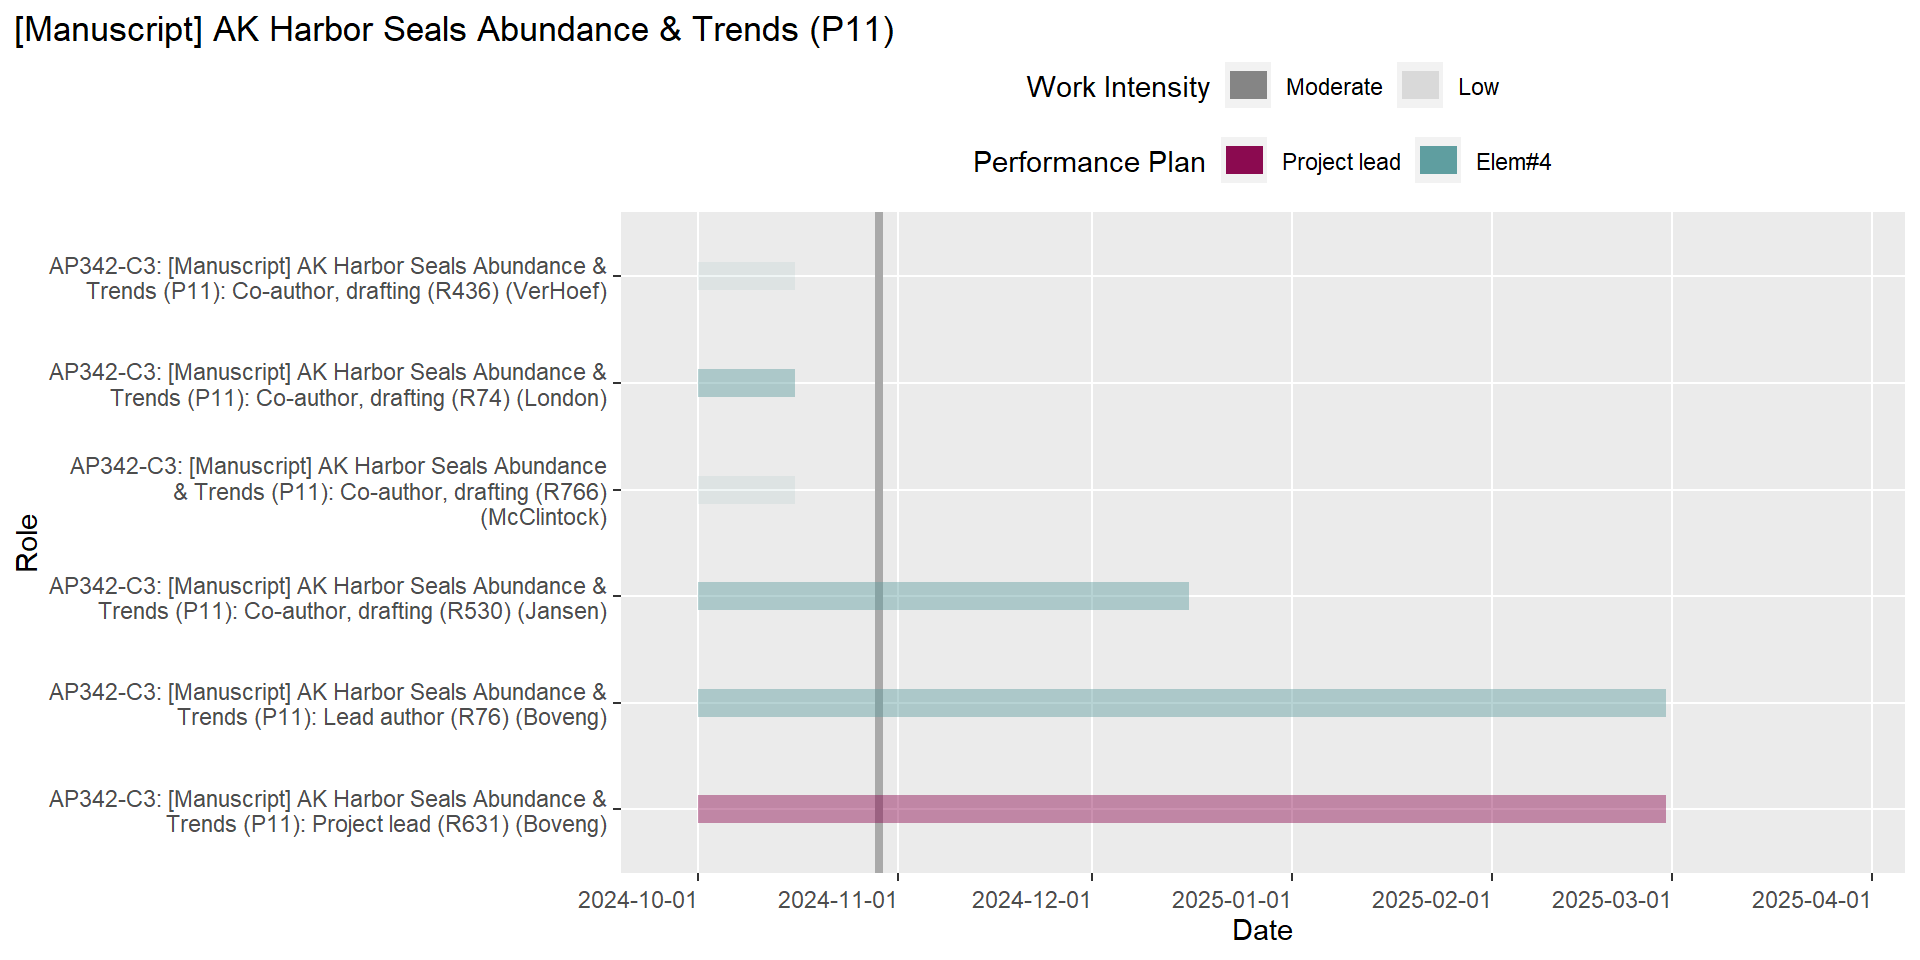 [Manuscript] AK Harbor Seals Abundance & Trends (P11)
Work Intensity Moderate Low
Performance Plan Project lead Elem#4
AP342-C3: [Manuscript] AK Harbor Seals Abundance &
Trends (P11): Co-author, drafting (R436) (VerHoef)
AP342-C3: [Manuscript] AK Harbor Seals Abundance &
Trends (P11): Co-author, drafting (R74) (London)
AP342-C3: [Manuscript] AK Harbor Seals Abundance
& Trends (P11): Co-author, drafting (R766)
(McClintock)
AP342-C3: [Manuscript] AK Harbor Seals Abundance &
Trends (P11): Co-author, drafting (R530) (Jansen)
AP342-C3: [Manuscript] AK Harbor Seals Abundance &
Trends (P11): Lead author (R76) (Boveng)
AP342-C3: [Manuscript] AK Harbor Seals Abundance &
Trends (P11): Project lead (R631) (Boveng)
Role
2024-10-01 2024-11-01 2024-12-01 2025-01-01 2025-02-01 2025-03-01 2025-04-01
Date